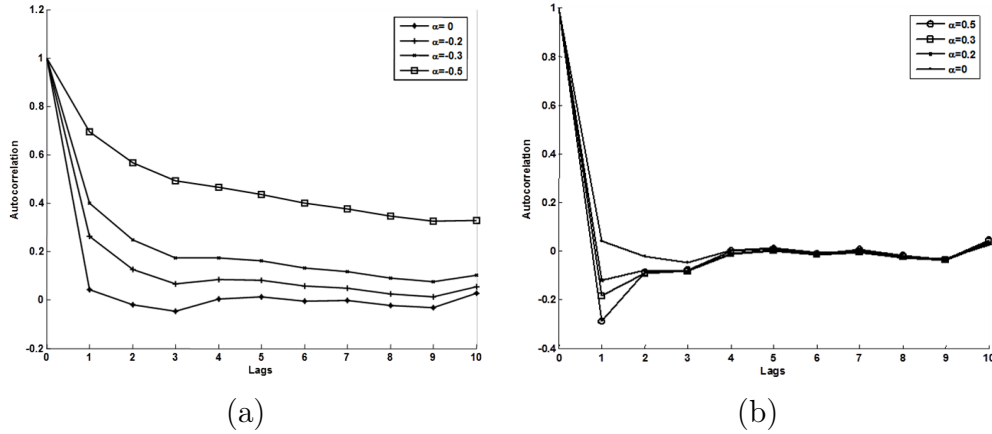 1.2
1
0.8
0.6
0.4
0.2
0
-0.2
Autocorrelation
0 1 2 3 4 5 6 7 8 9 10
Lags
α= 0
α=-0.2
α=-0.3
α=-0.5
(a)
1
0.8
0.6
0.4
0.2
0
-0.2
-0.4
Autocorrelation
0 1 2 3 4 5 6 7 8 9 10
Lags
α=0.5
α=0.3
α=0.2
α=0
(b)